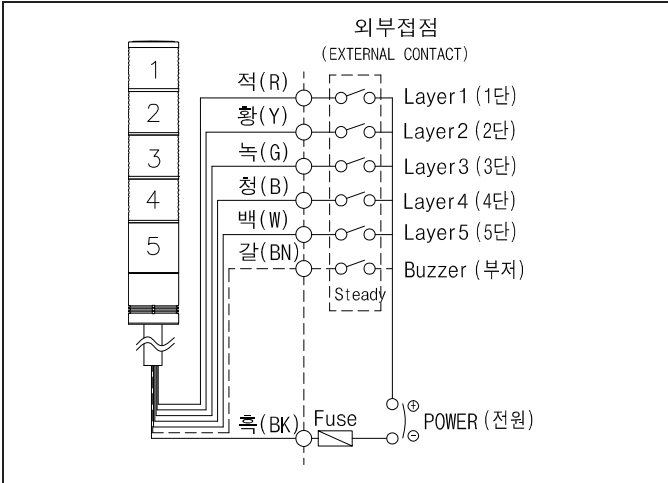 외부접점
(EXTERNAL CONTACT)
1
2
3
4
5
적(R) Layer1 (1단)
황(Y) Layer2 (2단)
녹(G) Layer3 (3단)
청(B) Layer4 (4단)
백(W) Layer5 (5단)
갈(BN) Buzzer (부저)
Steady
흑(BK) Fuse ⊕ ⊖ POWER (전원)